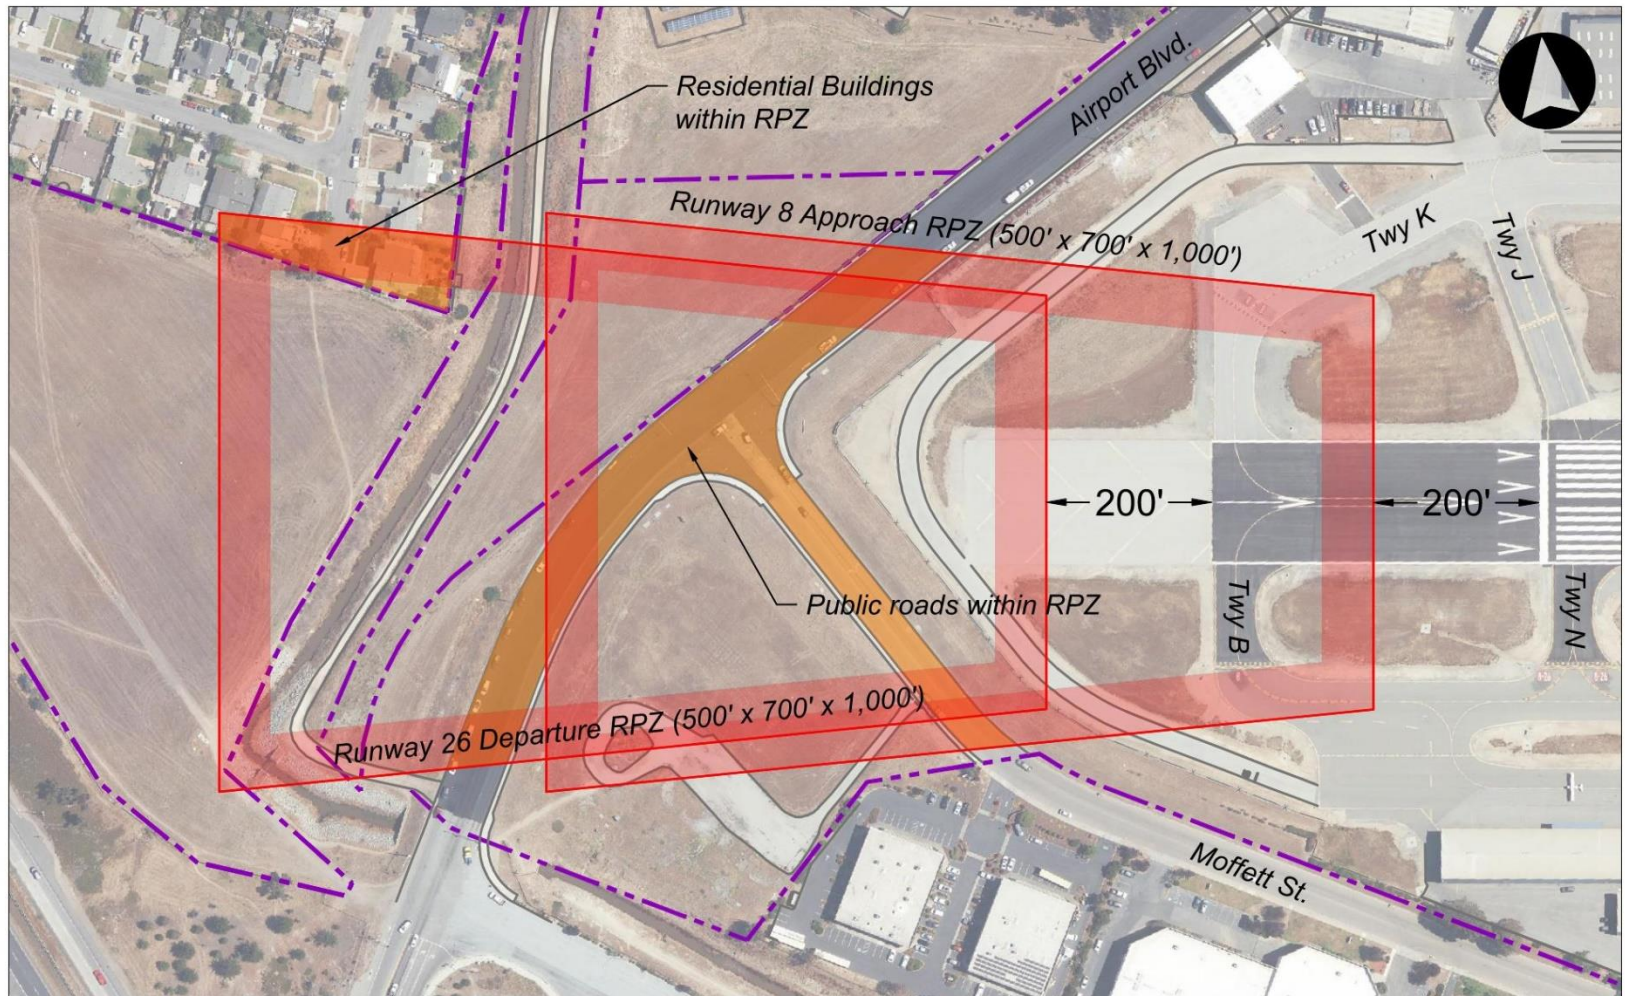 Residential Buildings
within RPZ
Airport Blvd.
Runway 8 Approach RPZ (500' x 700' x 1,000')
Twy K
Twy J
200'
200'
Public roads within RPZ
Twy B
Twy N
Runway 26 Departure RPZ (500' x 700' x 1,000')
Moffett St.